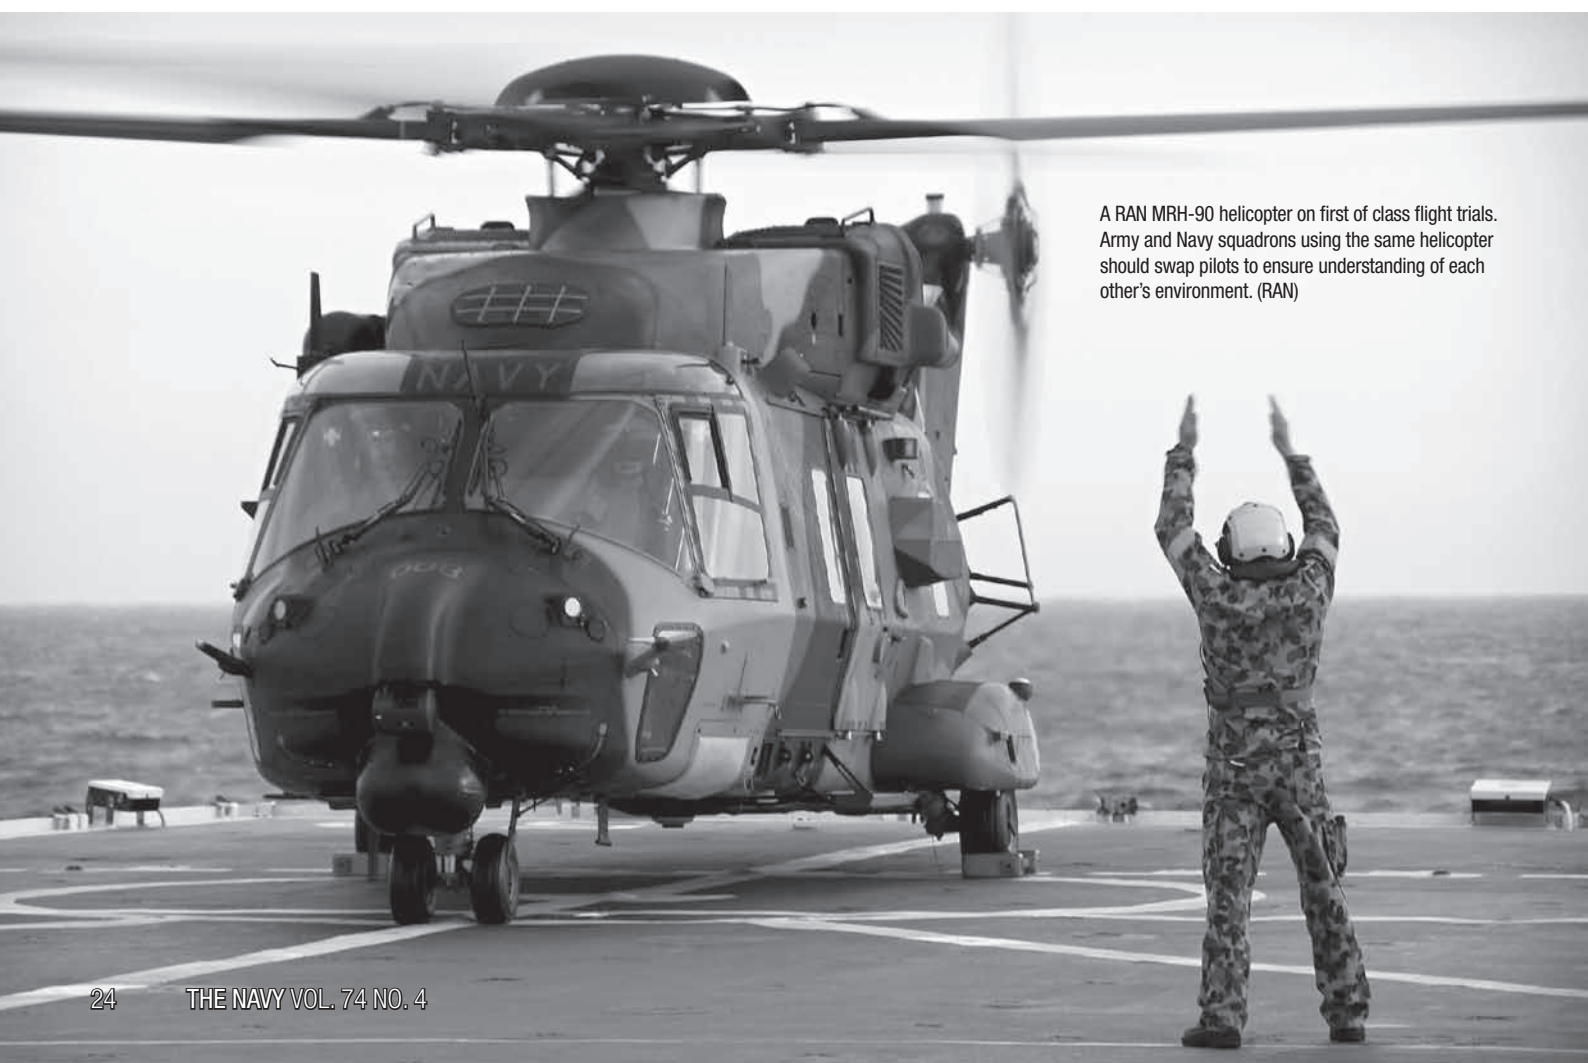 A RAN MRH-90 helicopter on first of class flight trials.
Army and Navy squadrons using the same helicopter
should swap pilots to ensure understanding of each
other's environment. (RAN)
NAVY
003
24 THE NAVY VOL. 74 NO. 4